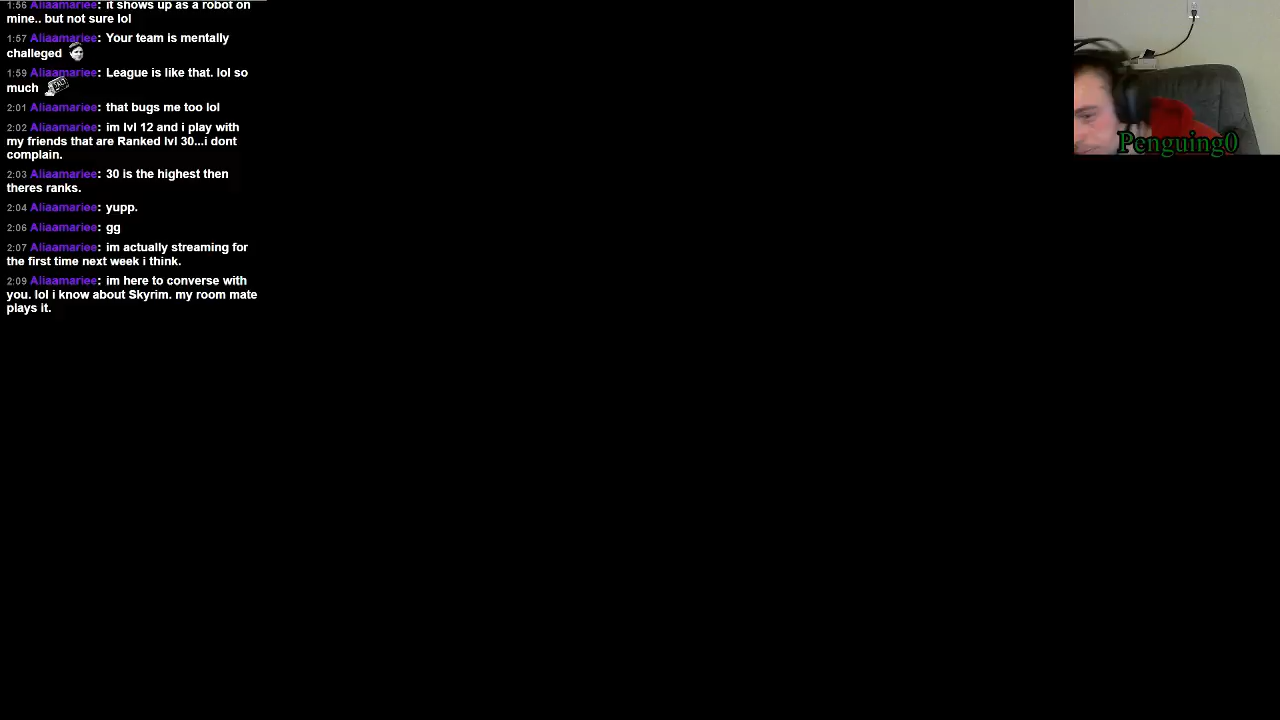 1:56 Aliaamariee: it shows up as a robot on
mine.. but not sure lol
1:57 Aliaamariee: Your team is mentally
challeged
1:59 Aliaamariee: League is like that. lol so
much
2:01 Aliaamariee: that bugs me too lol
2:02 Aliaamariee: im lvl 12 and i play with
my friends that are Ranked lvl 30...i dont
complain.
2:03 Aliaamariee: 30 is the highest then
theres ranks.
2:04 Aliaamariee: yupp.
2:06 Aliaamariee: gg
2:07 Aliaamariee: im actually streaming for
the first time next week i think.
2:09 Aliaamariee: im here to converse with
you. lol i know about Skyrim. my room mate
plays it.
Penguing0